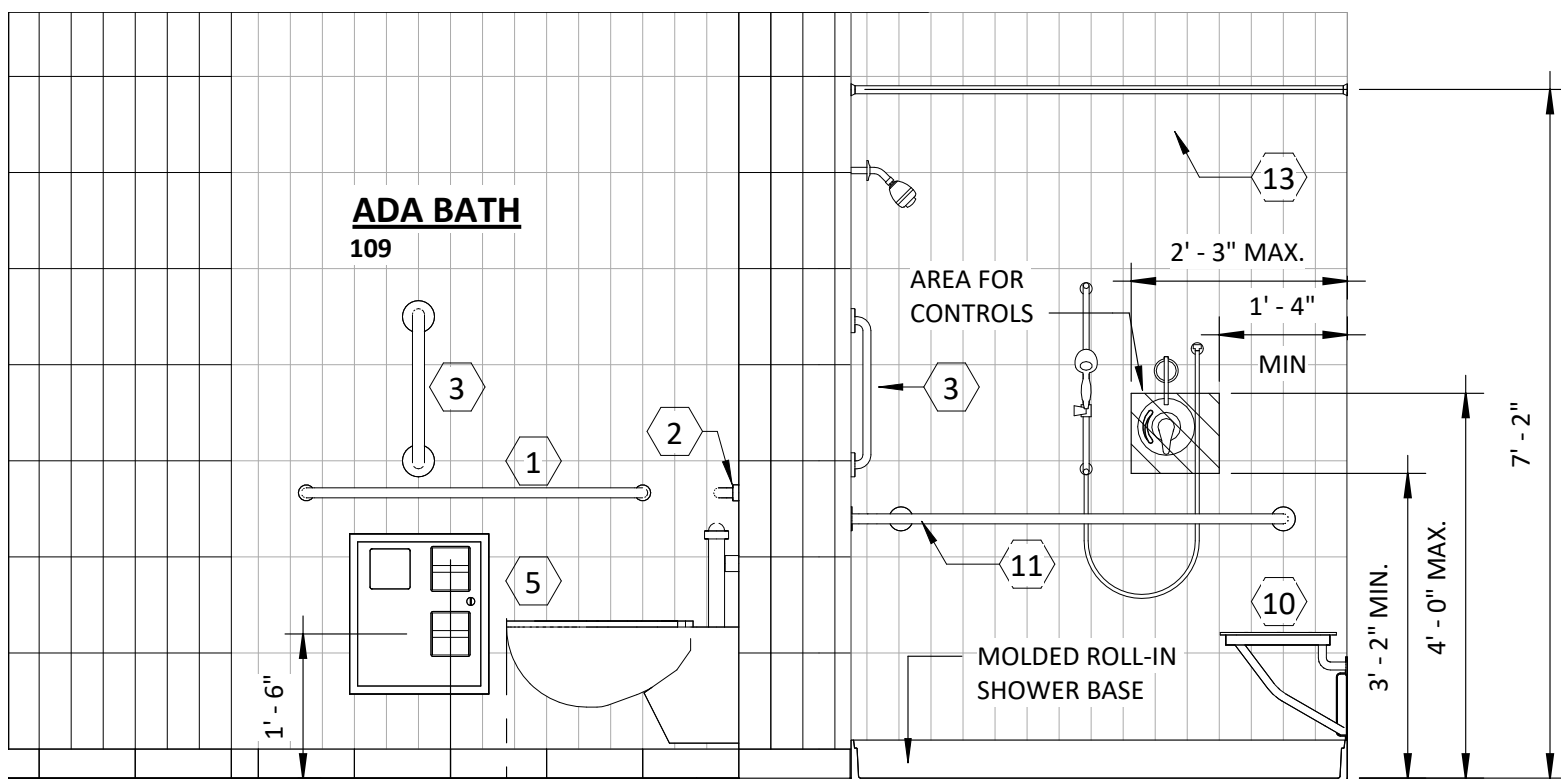 ADA BATH
109
3
1
2
5
1' - 6"
13
2' - 3" MAX.
AREA FOR
CONTROLS
1' - 4"
MIN
3
11
10
MOLDED ROLL-IN
SHOWER BASE
3' - 2" MIN.
4' - 0" MAX.
7' - 2"